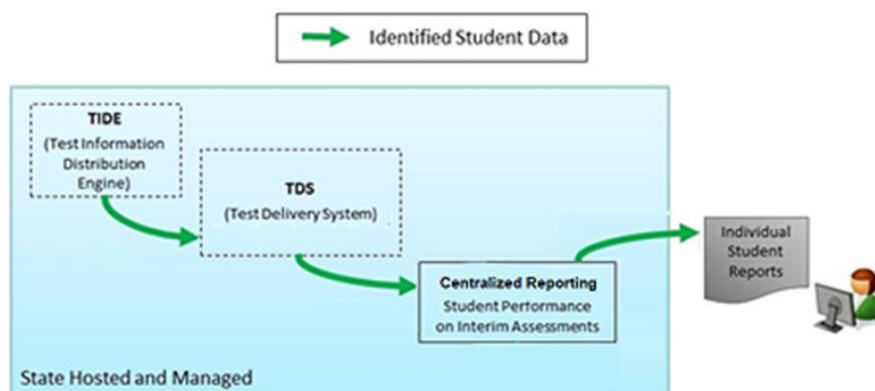 Identified Student Data
TIDE
(Test Information
Distribution
Engine)
TDS
(Test Delivery System)
Centralized Reporting
Student Performance
on Interim Assessments
Individual
Student
Reports
State Hosted and Managed